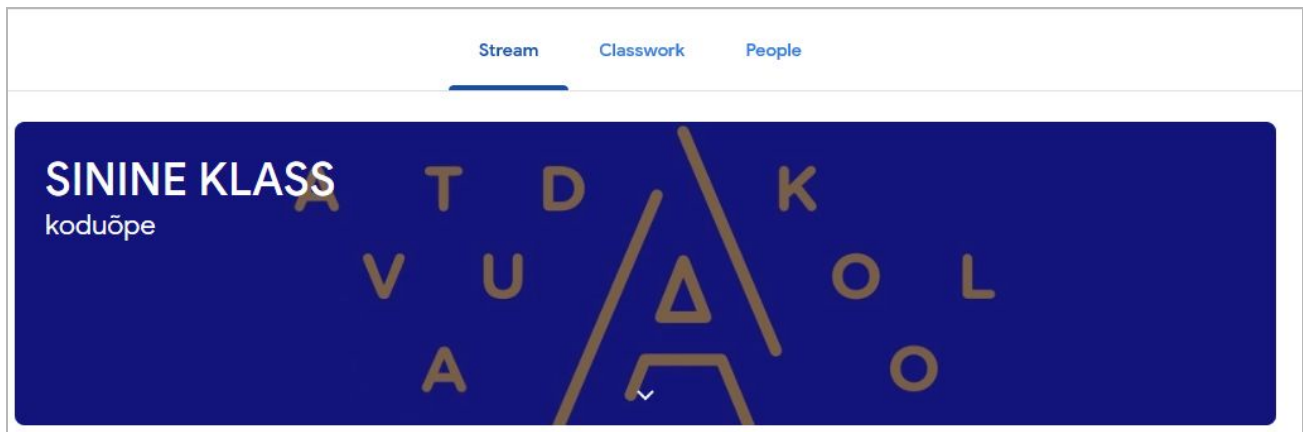 Stream Classwork People
SININE KLASS
koduõpe
A T D K
V U A O L
A O